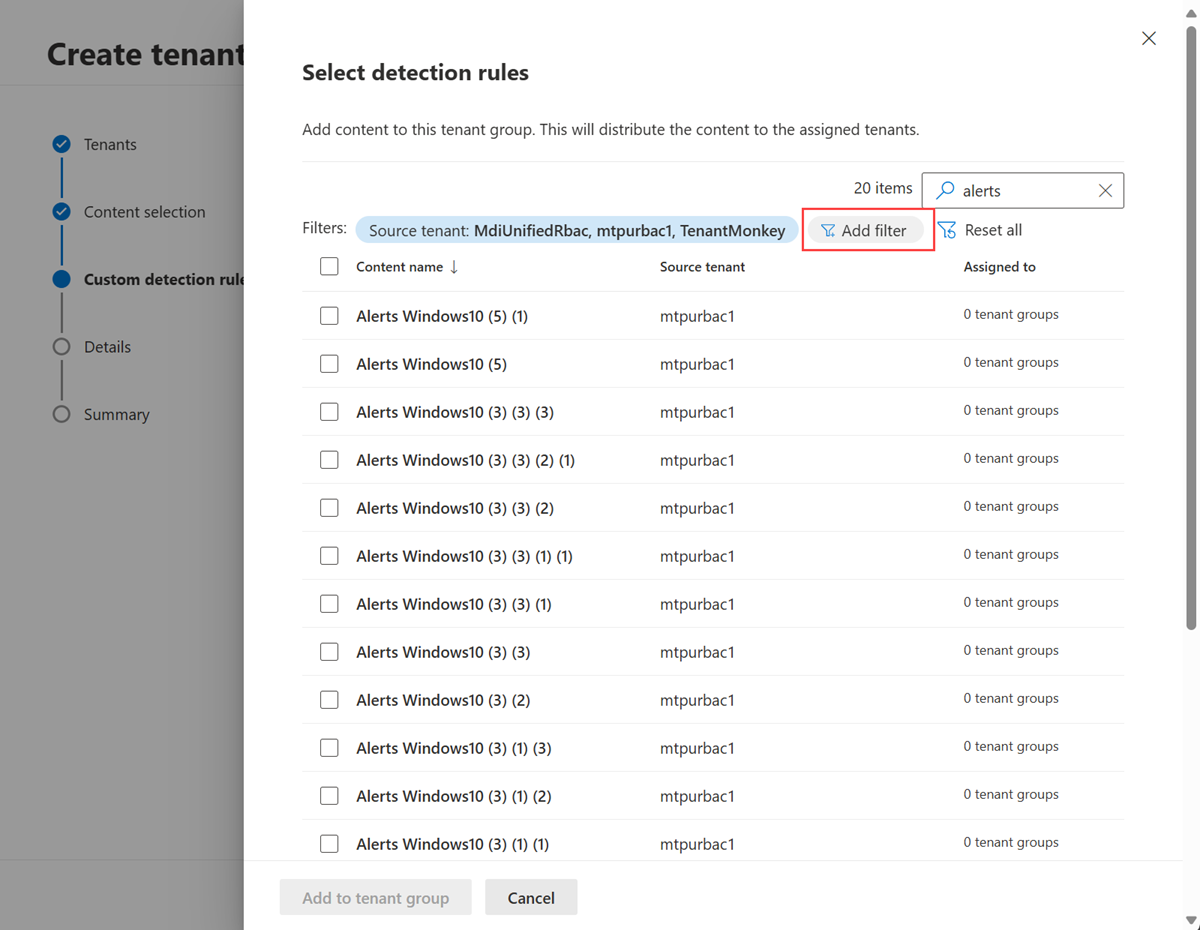 Create tenant
Tenants
Content selection
Custom detection rule
Details
Summary
Select detection rules
Add content to this tenant group. This will distribute the content to the assigned tenants.
20 items
alerts
Filters: Source tenant: MdiUnifiedRbac, mtpurbac1, TenantMonkey Add filter Reset all
Content name ↓ Source tenant Assigned to
Alerts Windows10 (5) (1) mtpurbac1 0 tenant groups
Alerts Windows10 (5) mtpurbac1 0 tenant groups
Alerts Windows10 (3) (3) (3) mtpurbac1 0 tenant groups
Alerts Windows10 (3) (3) (2) (1) mtpurbac1 0 tenant groups
Alerts Windows10 (3) (3) (2) mtpurbac1 0 tenant groups
Alerts Windows10 (3) (3) (1) (1) mtpurbac1 0 tenant groups
Alerts Windows10 (3) (3) (1) mtpurbac1 0 tenant groups
Alerts Windows10 (3) (3) mtpurbac1 0 tenant groups
Alerts Windows10 (3) (2) mtpurbac1 0 tenant groups
Alerts Windows10 (3) (1) (3) mtpurbac1 0 tenant groups
Alerts Windows10 (3) (1) (2) mtpurbac1 0 tenant groups
Alerts Windows10 (3) (1) (1) mtpurbac1 0 tenant groups
Add to tenant group Cancel